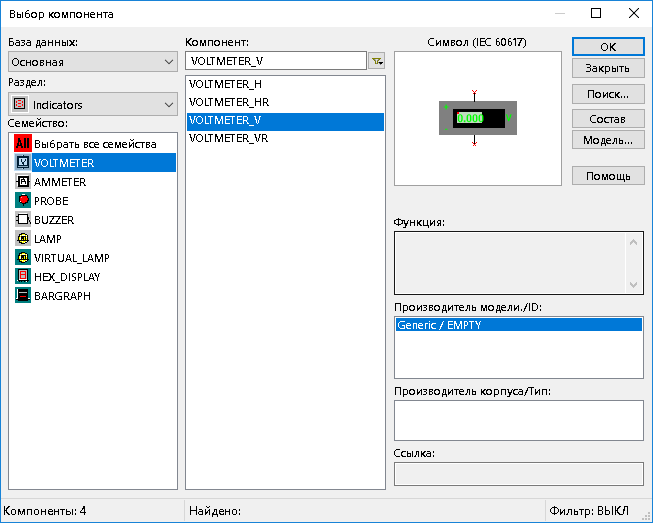 Выбор компонента
База данных:
Основная
Раздел:
Indicators
Семейство:
All Выбрать все семейства
VOLTMETER
AMMETER
PROBE
BUZZER
LAMP
VIRTUAL_LAMP
HEX_DISPLAY
BARGRAPH
Компонент:
VOLTMETER_V
VOLTMETER_H
VOLTMETER_HR
VOLTMETER_V
VOLTMETER_VR
Символ (IEC 60617)
0.000 V
Функция:
Производитель модели./ID:
Generic / EMPTY
Производитель корпуса/Тип:
Ссылка:
OK
Закрыть
Поиск...
Состав
Модель...
Помощь
Компоненты: 4
Найдено:
Фильтр: ВЫКЛ